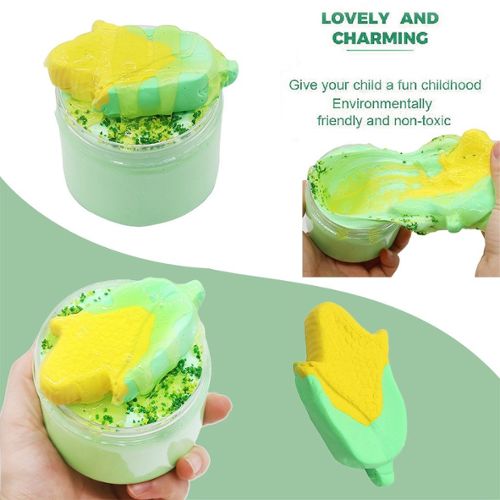 LOVELY AND
CHARMING
Give your child a fun childhood
Environmentally
friendly and non-toxic